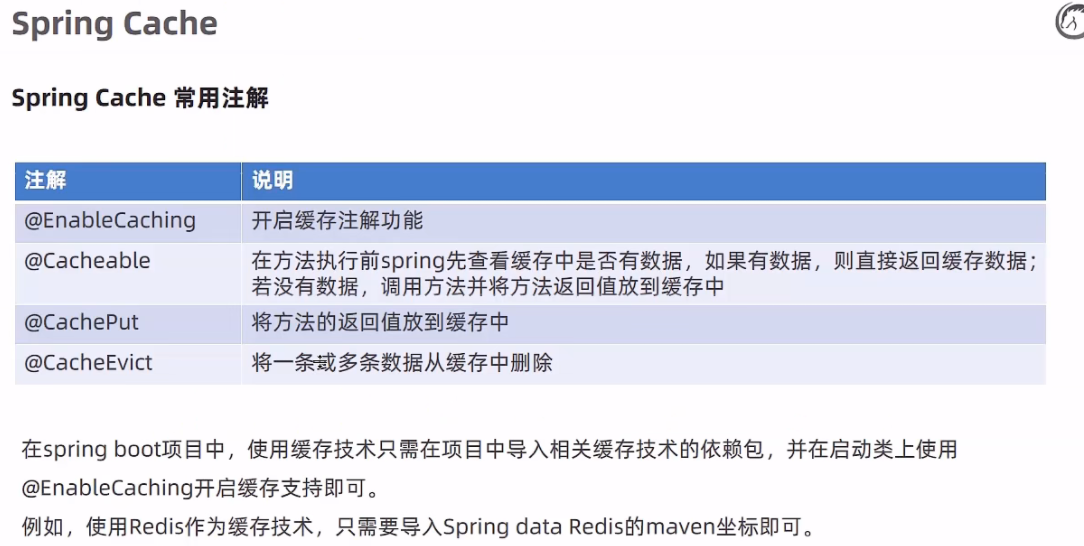 Spring Cache
Spring Cache 常用注解
注解 说明
@EnableCaching 开启缓存注解功能
@Cacheable 在方法执行前spring先查看缓存中是否有数据，如果有数据，则直接返回缓存数据；
若没有数据，调用方法并将方法返回值放到缓存中
@CachePut 将方法的返回值放到缓存中
@CacheEvict 将一条或多条数据从缓存中删除
在spring boot项目中，使用缓存技术只需在项目中导入相关缓存技术的依赖包，并在启动类上使用
@EnableCaching开启缓存支持即可。
例如，使用Redis作为缓存技术，只需要导入Spring data Redis的maven坐标即可。